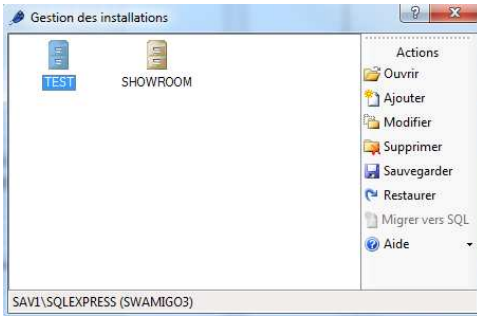 Gestion des installations
TEST
SHOWROOM
Actions
Ouvrir
Ajouter
Modifier
Supprimer
Sauvegarder
Restaurer
Migrer vers SQL
Aide
SAV1\SQLEXPRESS (SWAMIGO3)